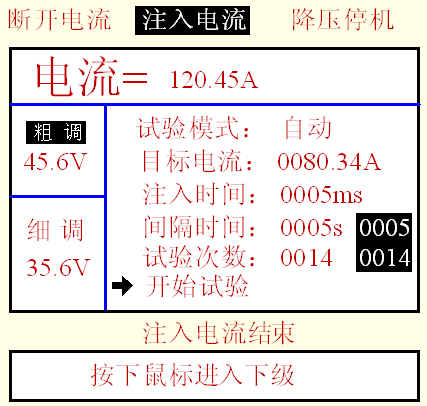 断开电流 注入电流 降压停机
电流= 120.45A
粗 调
45.6V
细 调
35.6V
试验模式： 自动
目标电流： 0080.34A
注入时间： 0005ms
间隔时间： 0005s 0005
试验次数： 0014 0014
开始试验
注入电流结束
按下鼠标进入下级